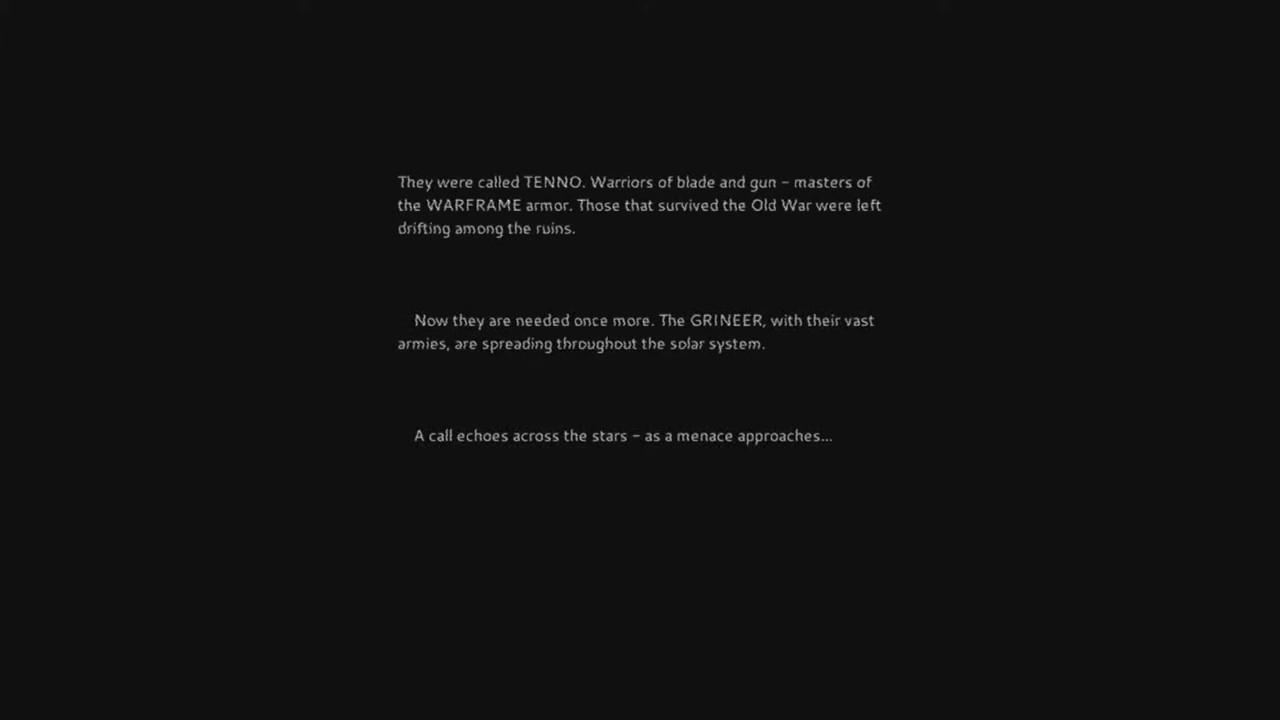 They were called TENNO. Warriors of blade and gun - masters of
the WARFRAME armor. Those that survived the Old War were left
drifting among the ruins.
Now they are needed once more. The GRINEER, with their vast
armies, are spreading throughout the solar system.
A call echoes across the stars - as a menace approaches...